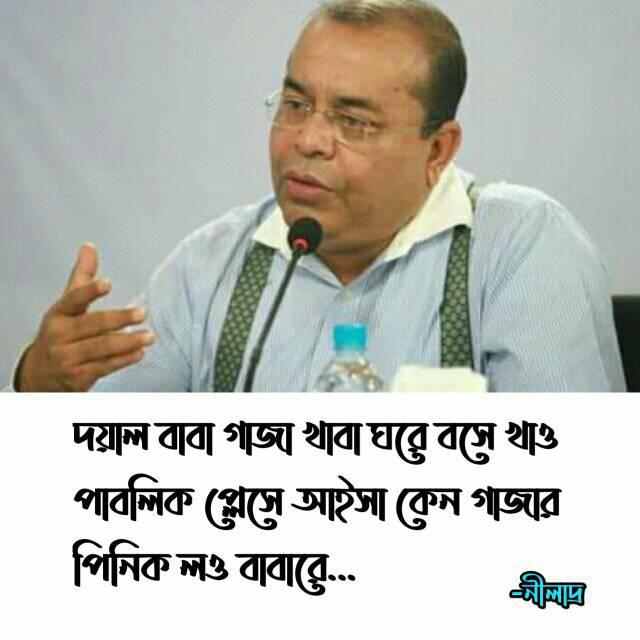 দয়াল বাবা গাজা খাবা ঘরে বসে খাও
পাবলিক প্লেসে আইসা কেন গাজার
পিনিক লও বাবারে...
-নীলাদ্র